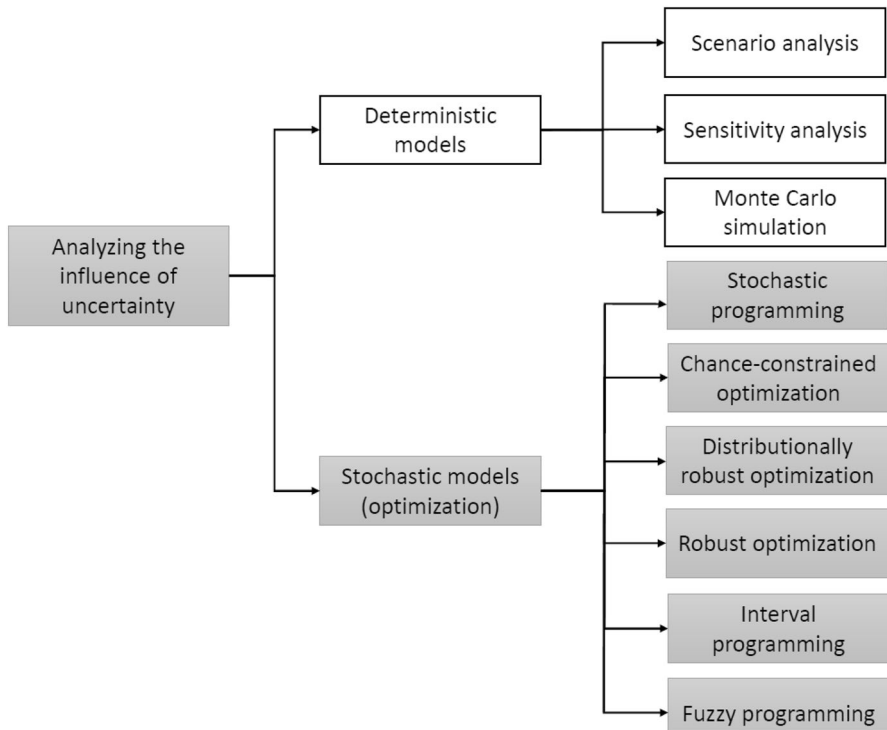 Analyzing the
influence of
uncertainty
Deterministic
models
Scenario analysis
Sensitivity analysis
Monte Carlo
simulation
Stochastic models
(optimization)
Stochastic
programming
Chance-constrained
optimization
Distributionally
robust optimization
Robust optimization
Interval
programming
Fuzzy programming